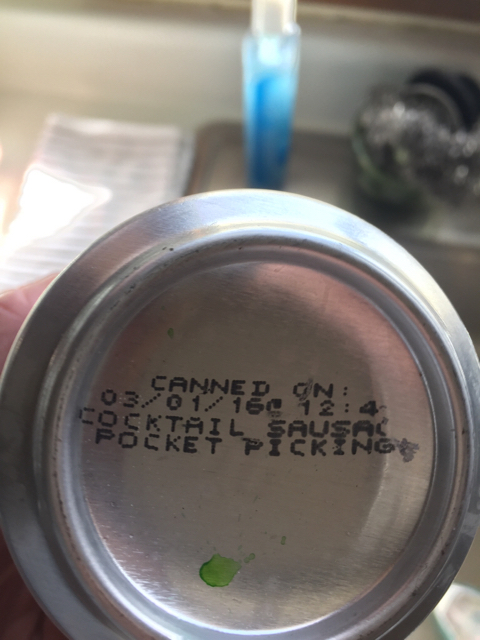 CANNED ON:
03/01/16@ 12:4
COCKTAIL SAUSAG
POCKET PICKING